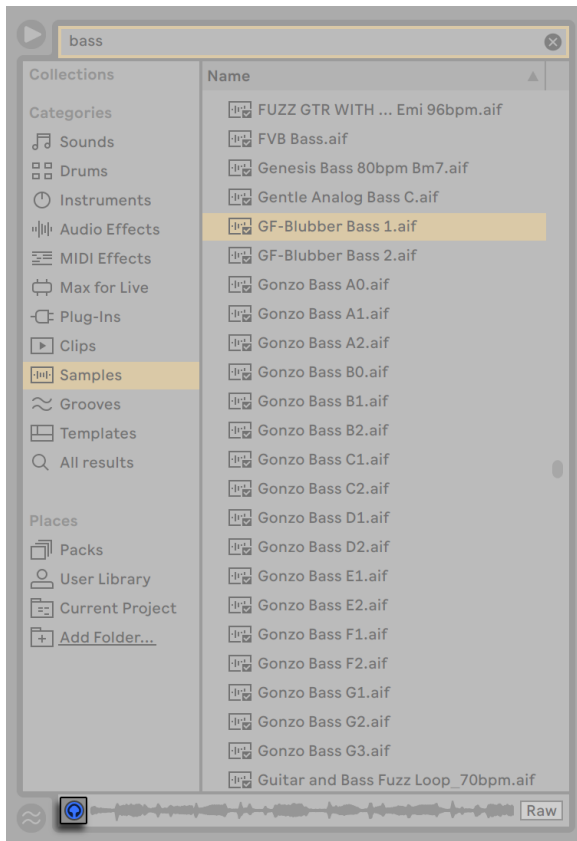 bass
Collections
Categories
Sounds
Drums
Instruments
Audio Effects
MIDI Effects
Max for Live
Plug-Ins
Clips
Samples
Grooves
Templates
All results
Places
Packs
User Library
Current Project
Add Folder...
Name
FUZZ GTR WITH ... Emi 96bpm.aif
FVB Bass.aif
Genesis Bass 80bpm Bm7.aif
Gentle Analog Bass C.aif
GF-Blubber Bass 1.aif
GF-Blubber Bass 2.aif
Gonzo Bass A0.aif
Gonzo Bass A1.aif
Gonzo Bass A2.aif
Gonzo Bass B0.aif
Gonzo Bass B1.aif
Gonzo Bass B2.aif
Gonzo Bass C1.aif
Gonzo Bass C2.aif
Gonzo Bass D1.aif
Gonzo Bass D2.aif
Gonzo Bass E1.aif
Gonzo Bass E2.aif
Gonzo Bass F1.aif
Gonzo Bass F2.aif
Gonzo Bass G1.aif
Gonzo Bass G2.aif
Gonzo Bass G3.aif
Guitar and Bass Fuzz Loop_70bpm.aif
Raw